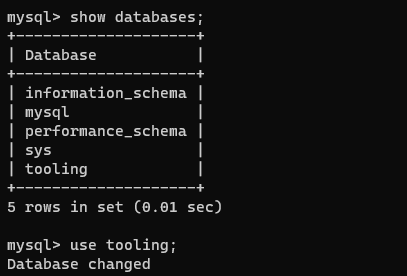 mysql> show databases;
+--------------------+
| Database           |
+--------------------+
| information_schema |
| mysql              |
| performance_schema |
| sys                |
| tooling            |
+--------------------+
5 rows in set (0.01 sec)

mysql> use tooling;
Database changed